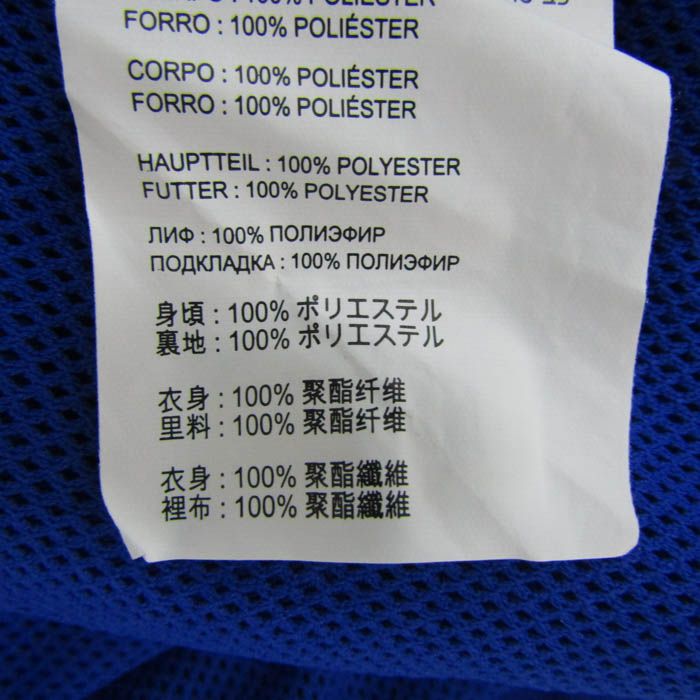 : 100% POLIÉSTER
FORRO : 100% POLIÉSTER
CORPO : 100% POLIÉSTER
FORRO : 100% POLIÉSTER
HAUPTTEIL : 100% POLYESTER
FUTTER : 100% POLYESTER
ЛИФ : 100% ПОЛИЭФИР
ПОДКЛАДКА : 100% ПОЛИЭФИР
身頃 : 100% ポリエステル
裏地 : 100% ポリエステル
衣身 : 100% 聚酯纤维
里料 : 100% 聚酯纤维
衣身 : 100% 聚酯纖維
裡布 : 100% 聚酯纖維